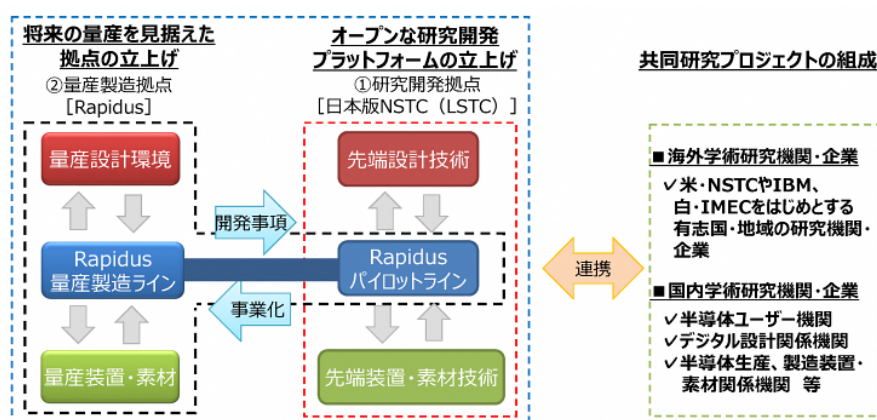 将来の量産を見据えた
拠点の立上げ
②量産製造拠点
[Rapidus]
量産設計環境
Rapidus
量産製造ライン
量産装置・素材
開発事項
事業化
オープンな研究開発
プラットフォームの立上げ
①研究開発拠点
[日本版NSTC（LSTC）]
先端設計技術
Rapidus
パイロットライン
先端装置・素材技術
連携
共同研究プロジェクトの組成
■海外学術研究機関・企業
✓米・NSTCやIBM、
白・IMECをはじめとする
有志国・地域の研究機関・
企業
■国内学術研究機関・企業
✓半導体ユーザー機関
✓デジタル設計関係機関
✓半導体生産、製造装置・
素材関係機関 等